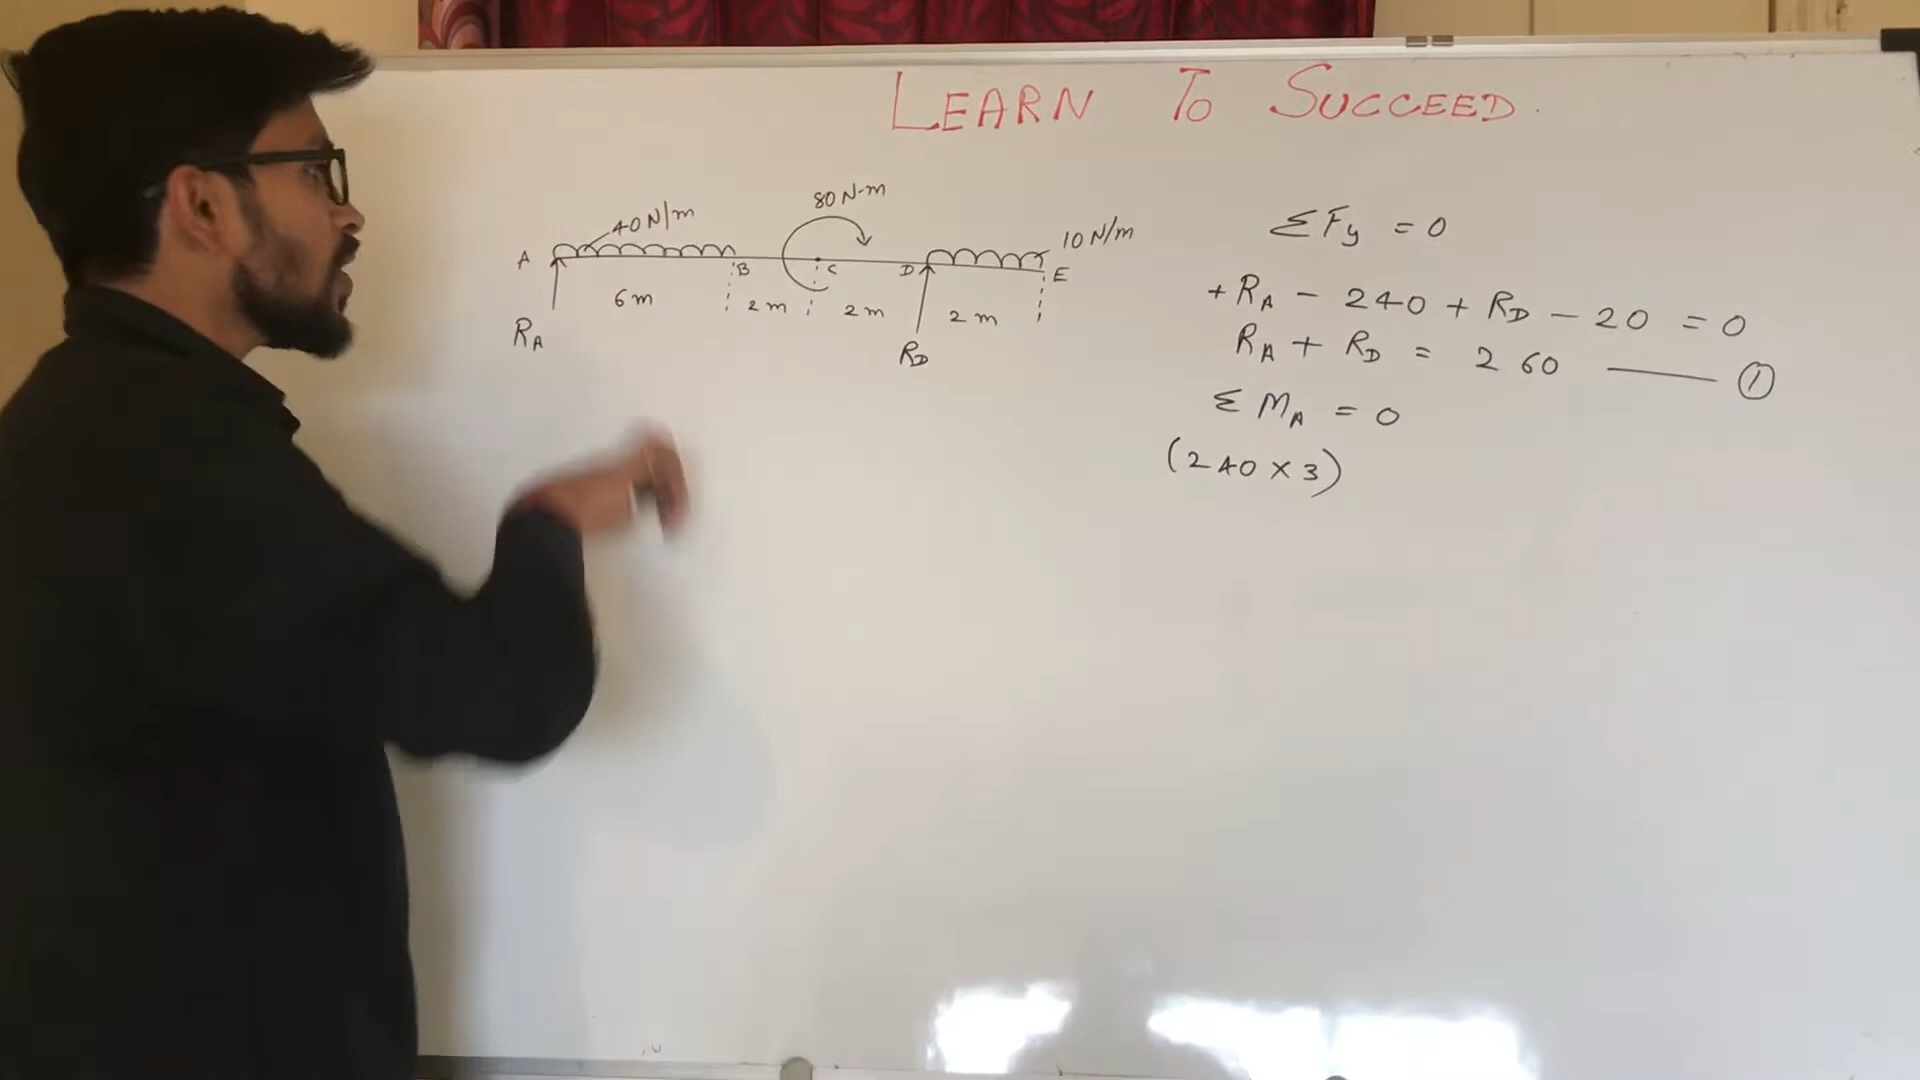 LEARN TO SUCCEED.
80 N-m
40 N/m
10 N/m
A B C D E
6 m 2 m 2 m 2 m
RA
RD
ΣFy = 0
+RA - 240 + RD - 20 = 0
RA + RD = 260 —— ①
ΣMA = 0
(240 × 3)